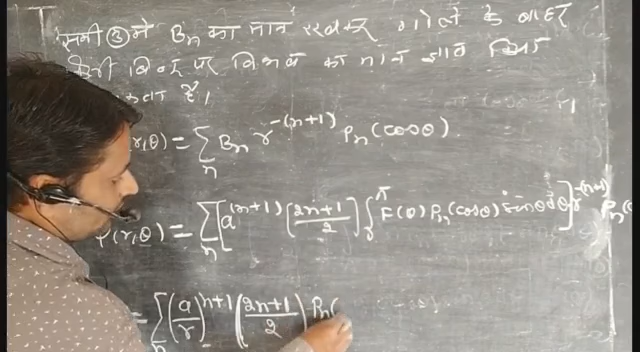 समी ③ में Bn का मान रखकर गोले के बाहर
किसी बिन्दु पर विभव का मान ज्ञात किया
है।
(r,θ) = ∑n Bn r^-(n+1) Pn(cosθ).
φ(r,θ) = ∑n [a^(n+1) (2n+1/2) ∫0^π F(θ) Pn(cosθ) sinθ dθ] r^-(n+1) Pn(
= ∑n (a/r)^n+1 (2n+1/2) Pn(